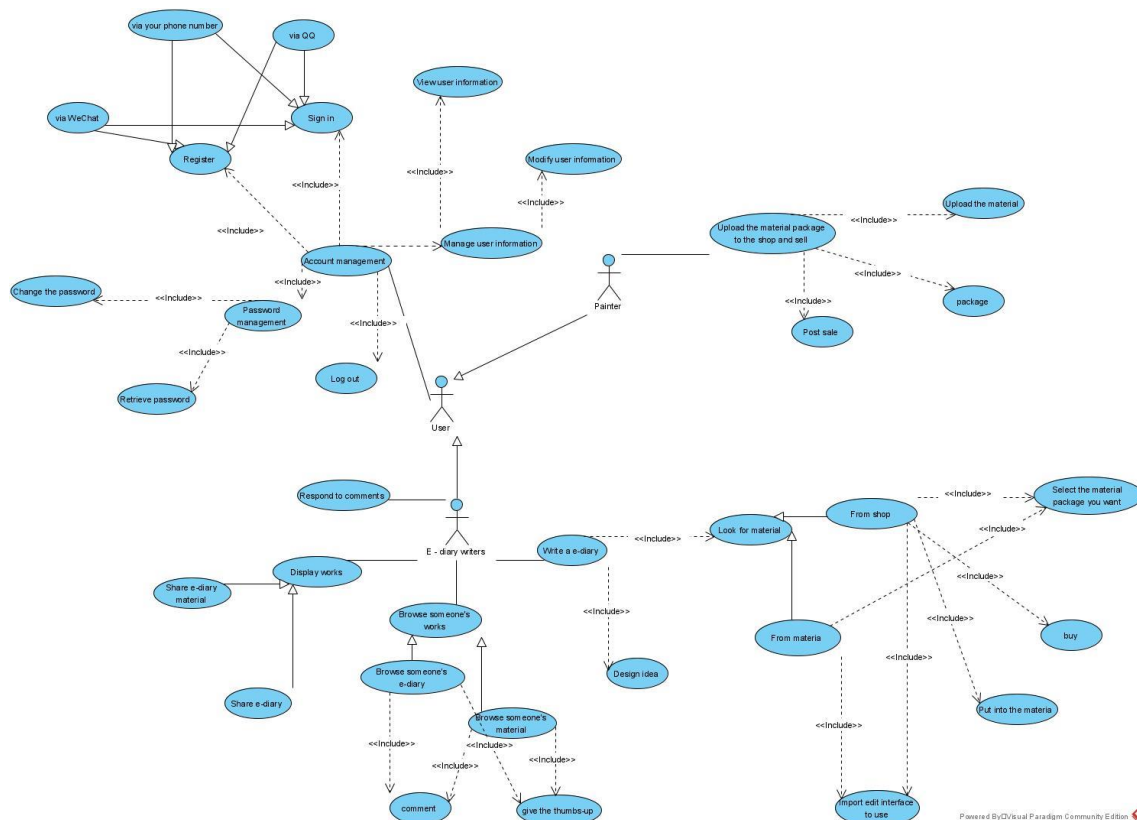 via your phone number
via QQ
View user information
via WeChat
Sign in
Register
Modify user information
<<Include>>
<<Include>>
<<Include>>
<<Include>>
Upload the material
<<Include>>
Upload the material package
to the shop and sell
Manage user information
Account management
<<Include>>
Change the password
<<Include>>
Password
management
<<Include>>
<<Include>>
package
Painter
<<Include>>
<<Include>>
Post sale
Log out
Retrieve password
User
Respond to comments
Select the material
package you want
<<Include>>
From shop
Look for material
<<Include>>
<<Include>>
Write a e-diary
E - diary writers
Display works
Share e-diary
material
<<Include>>
Browse someone's
works
<<Include>>
<<Include>>
From materia
<<Include>>
buy
Browse someone's
e-diary
Design idea
Share e-diary
Put into the materia
Browse someone's
material
<<Include>>
<<Include>>
<<Include>>
<<Include>>
<<Include>>
comment
give the thumbs-up
Import edit interface
to use
Powered By Visual Paradigm Community Edition